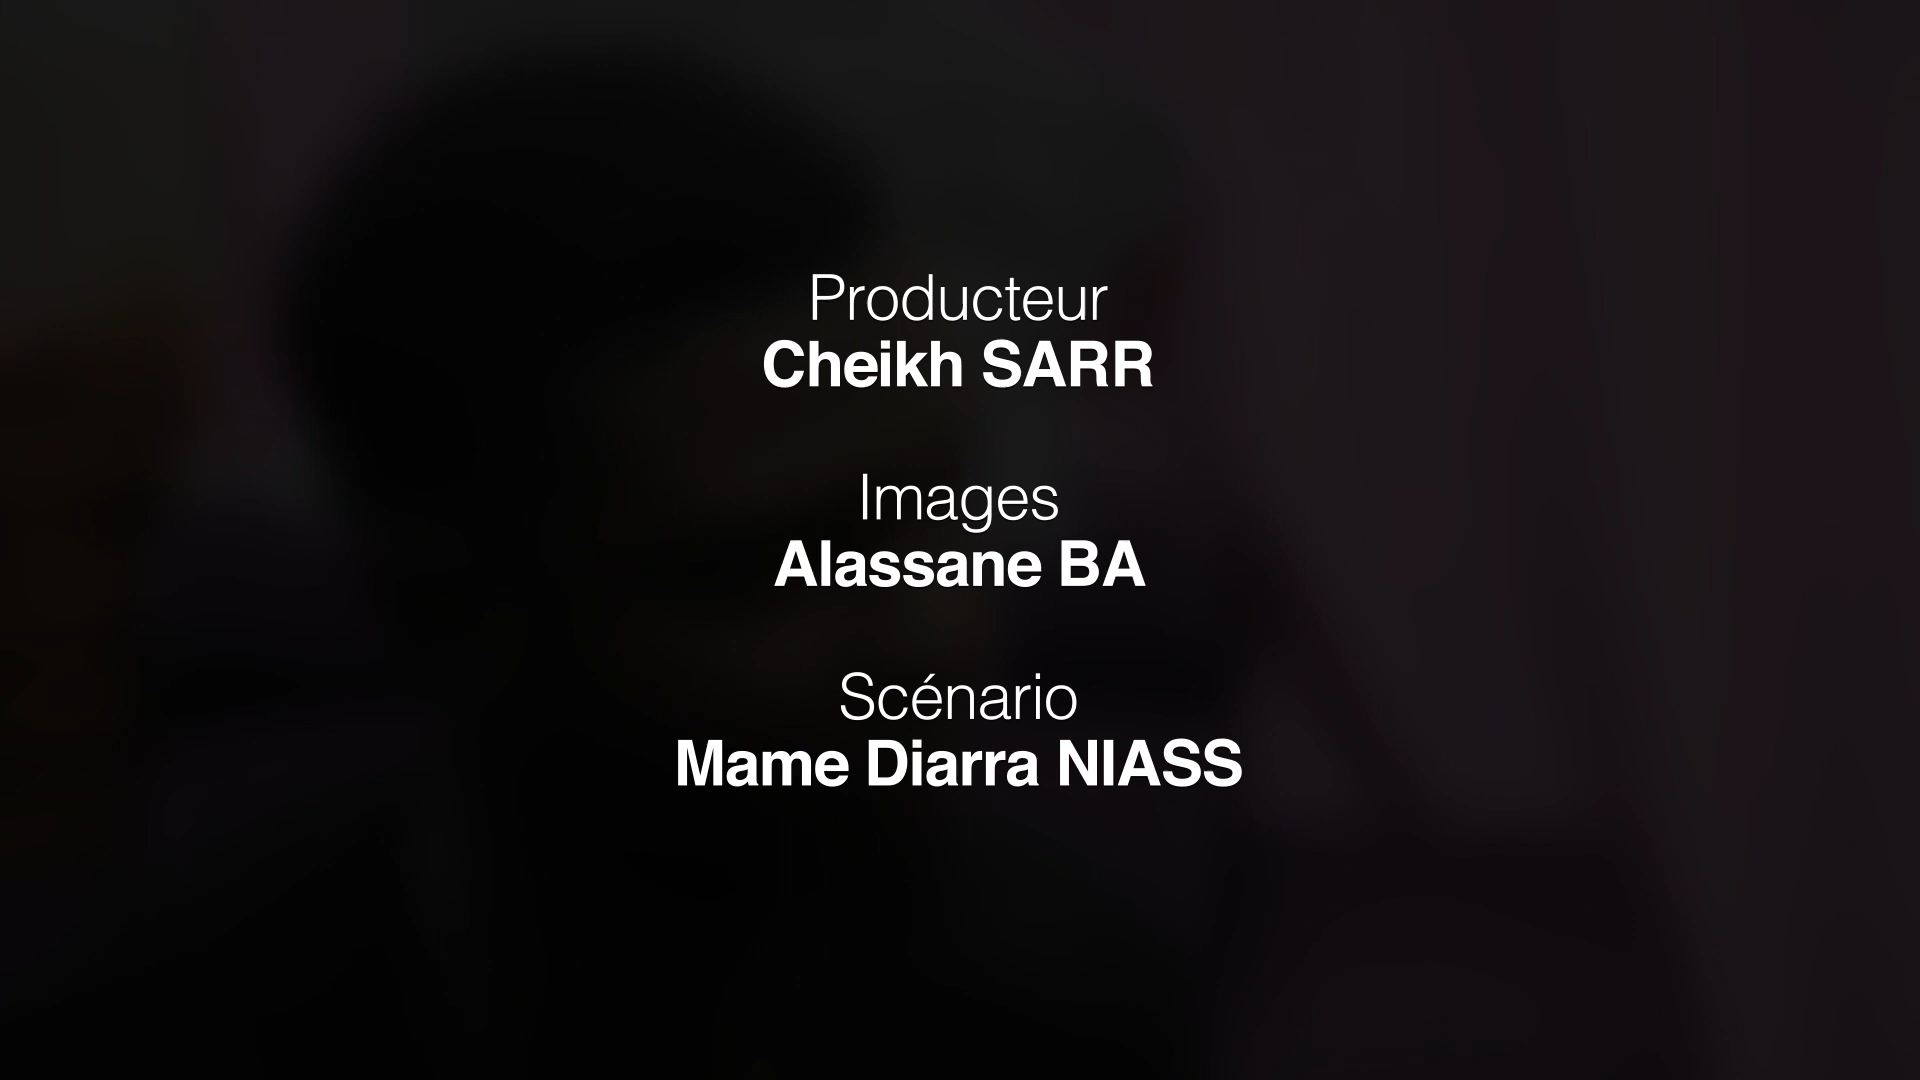 Producteur
Cheikh SARR
Images
Alassane BA
Scénario
Mame Diarra NIASS